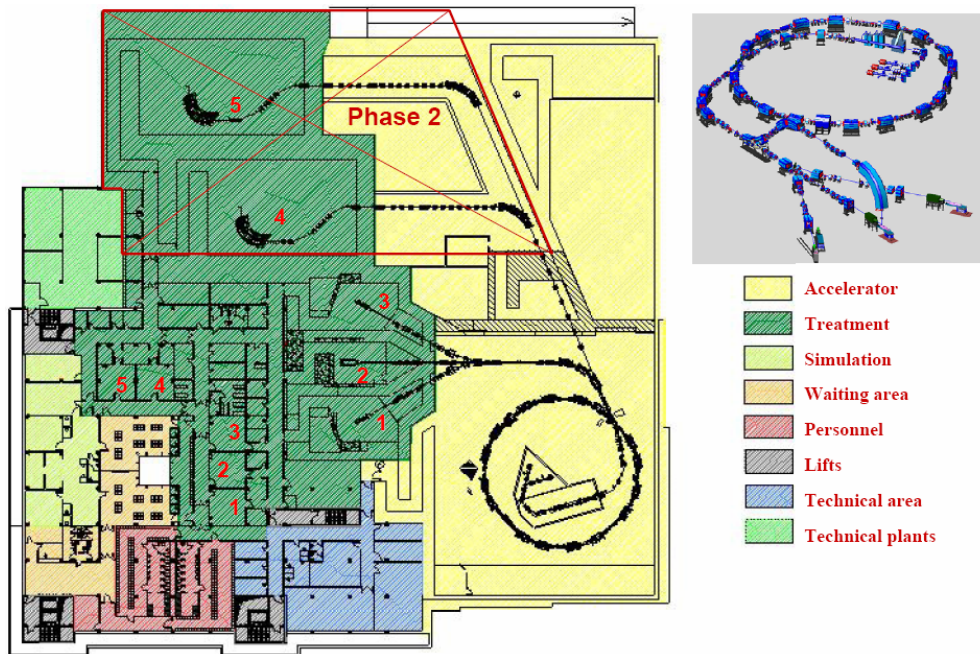 5
Phase 2
4
3
2
1
5
4
3
2
1
Accelerator
Treatment
Simulation
Waiting area
Personnel
Lifts
Technical area
Technical plants